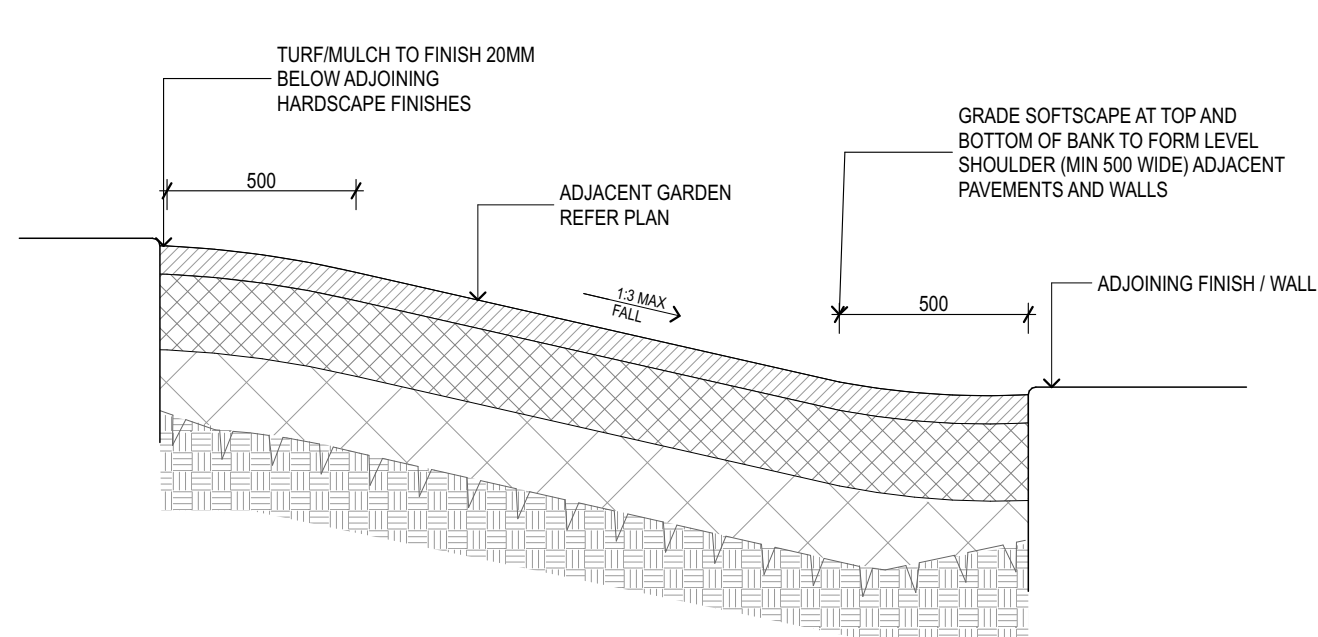 TURF/MULCH TO FINISH 20MM
BELOW ADJOINING
HARDSCAPE FINISHES
GRADE SOFTSCAPE AT TOP AND
BOTTOM OF BANK TO FORM LEVEL
SHOULDER (MIN 500 WIDE) ADJACENT
PAVEMENTS AND WALLS
500
ADJACENT GARDEN
REFER PLAN
1:3 MAX
FALL
500
ADJOINING FINISH / WALL